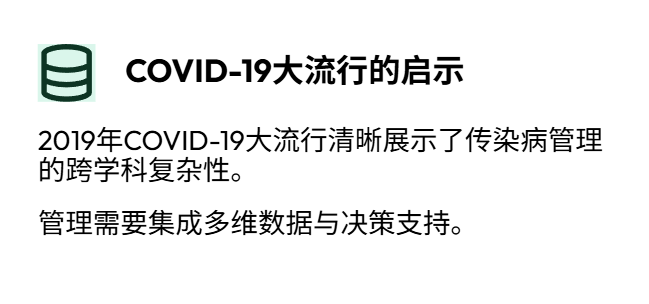 COVID-19大流行的启示
2019年COVID-19大流行清晰展示了传染病管理
的跨学科复杂性。
管理需要集成多维数据与决策支持。